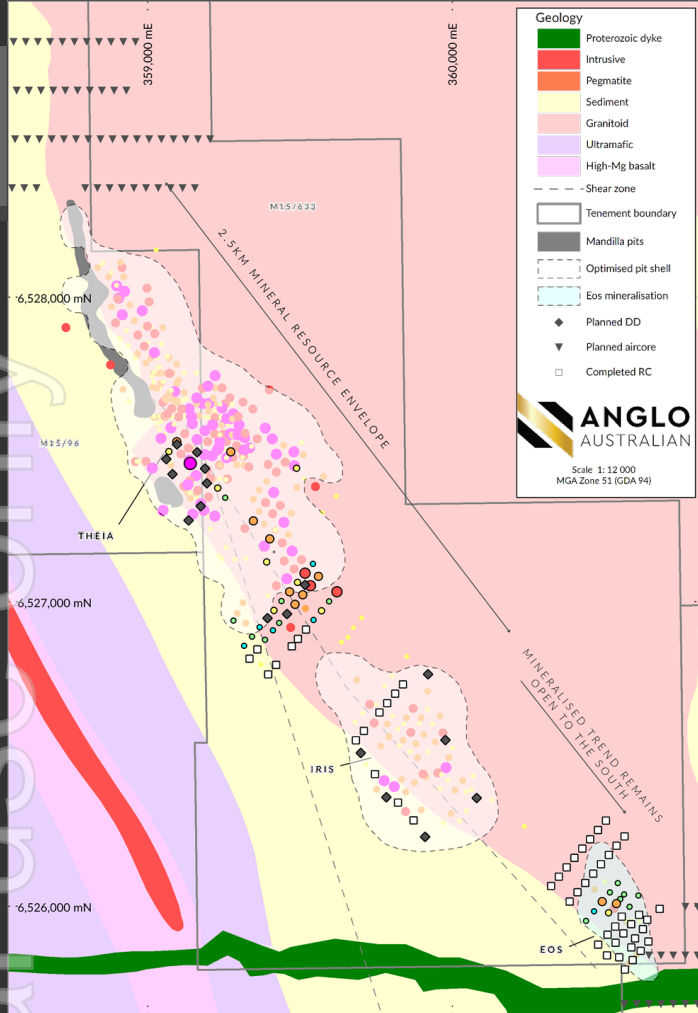 359,000 mE
360,000 mE
Geology
Proterozoic dyke
Intrusive
Pegmatite
Sediment
Granitoid
Ultramafic
High-Mg basalt
Shear zone
Tenement boundary
Mandilla pits
Optimised pit shell
Eos mineralisation
Planned DD
Planned aircore
Completed RC
ANGLO
AUSTRALIAN
Scale 1: 12 000
MGA Zone 51 (GDA 94)
M15/633
2.5KM MINERAL RESOURCE ENVELOPE
6,528,000 mN
M15/96
THEIA
6,527,000 mN
MINERALISED TREND REMAINS
OPEN TO THE SOUTH
IRIS
6,526,000 mN
EOS